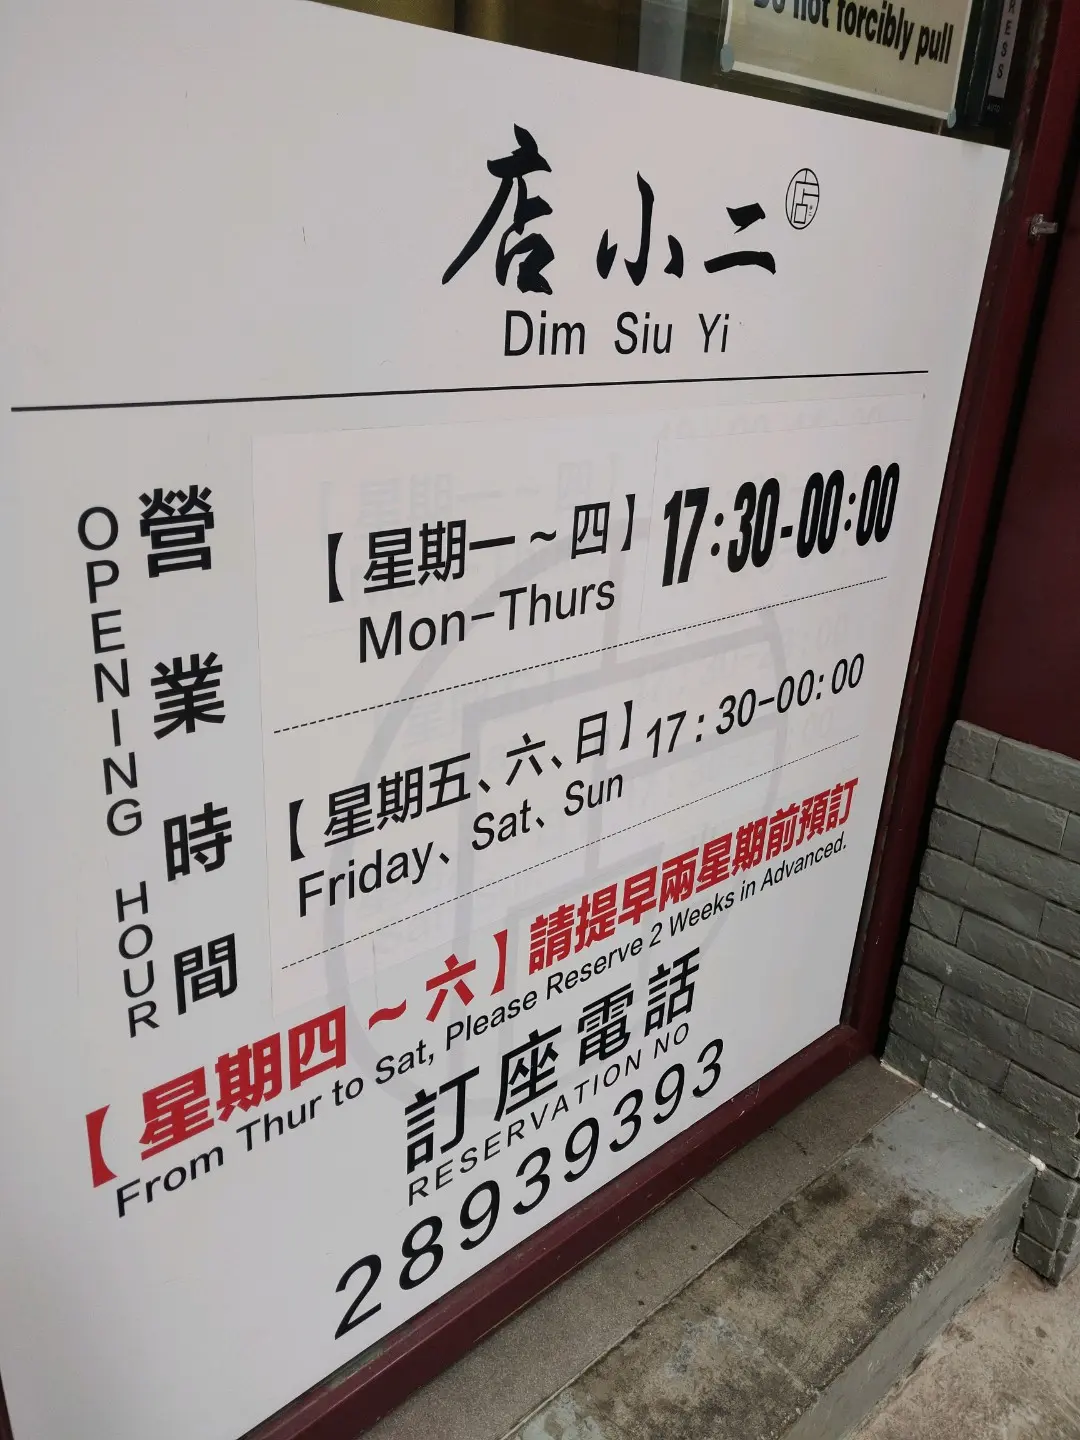 Do not forcibly pull
店小二
店
Dim Siu Yi
營業時間
OPENING HOUR
【星期一~四】 17:30-00:00
Mon-Thurs
【星期五、六、日】 17:30-00:00
Friday、Sat、Sun
【星期四~六】請提早兩星期前預訂
From Thur to Sat, Please Reserve 2 Weeks in Advanced.
訂座電話
RESERVATION NO
28939393